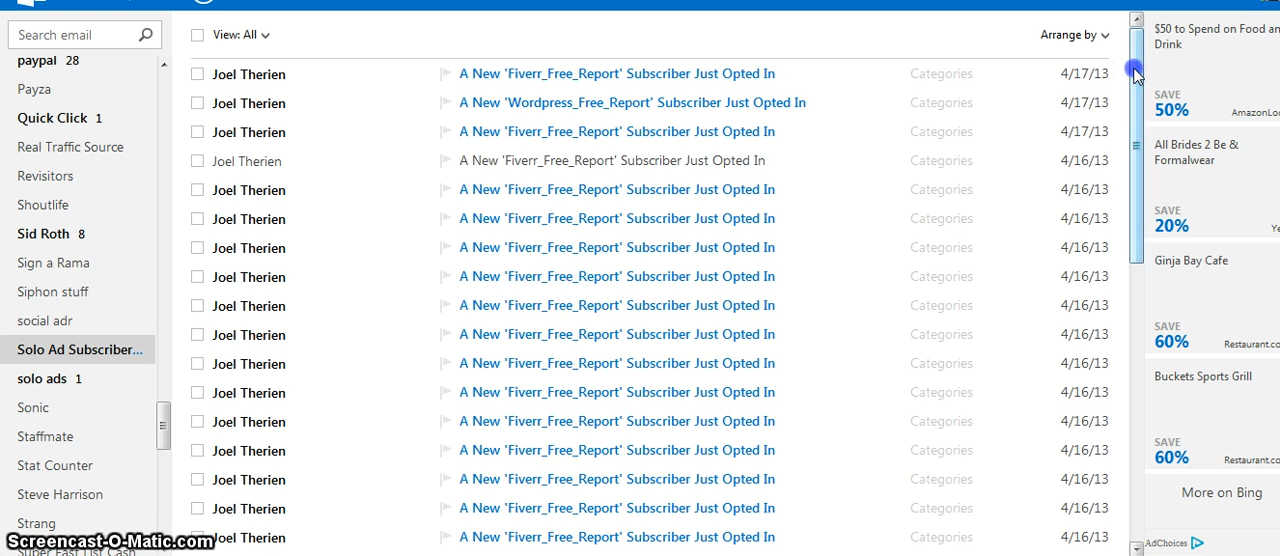 Search email
View: All
Arrange by
paypal 28
Payza
Quick Click 1
Real Traffic Source
Revisitors
Shoutlife
Sid Roth 8
Sign a Rama
Siphon stuff
social adr
Solo Ad Subscriber...
solo ads 1
Sonic
Staffmate
Stat Counter
Steve Harrison
Strang
Super Fast List Cash
Joel Therien A New 'Fiverr_Free_Report' Subscriber Just Opted In Categories 4/17/13
Joel Therien A New 'Wordpress_Free_Report' Subscriber Just Opted In Categories 4/17/13
Joel Therien A New 'Fiverr_Free_Report' Subscriber Just Opted In Categories 4/17/13
Joel Therien A New 'Fiverr_Free_Report' Subscriber Just Opted In Categories 4/16/13
Joel Therien A New 'Fiverr_Free_Report' Subscriber Just Opted In Categories 4/16/13
Joel Therien A New 'Fiverr_Free_Report' Subscriber Just Opted In Categories 4/16/13
Joel Therien A New 'Fiverr_Free_Report' Subscriber Just Opted In Categories 4/16/13
Joel Therien A New 'Fiverr_Free_Report' Subscriber Just Opted In Categories 4/16/13
Joel Therien A New 'Fiverr_Free_Report' Subscriber Just Opted In Categories 4/16/13
Joel Therien A New 'Fiverr_Free_Report' Subscriber Just Opted In Categories 4/16/13
Joel Therien A New 'Fiverr_Free_Report' Subscriber Just Opted In Categories 4/16/13
Joel Therien A New 'Fiverr_Free_Report' Subscriber Just Opted In Categories 4/16/13
Joel Therien A New 'Fiverr_Free_Report' Subscriber Just Opted In Categories 4/16/13
Joel Therien A New 'Fiverr_Free_Report' Subscriber Just Opted In Categories 4/16/13
Joel Therien A New 'Fiverr_Free_Report' Subscriber Just Opted In Categories 4/16/13
Joel Therien A New 'Fiverr_Free_Report' Subscriber Just Opted In Categories 4/16/13
Joel Therien A New 'Fiverr_Free_Report' Subscriber Just Opted In Categories 4/16/13
$50 to Spend on Food an
Drink
SAVE
50% AmazonLo
All Brides 2 Be &
Formalwear
SAVE
20% Ye
Ginja Bay Cafe
SAVE
60% Restaurant.co
Buckets Sports Grill
SAVE
60% Restaurant.co
More on Bing
AdChoices
Screencast-O-Matic.com